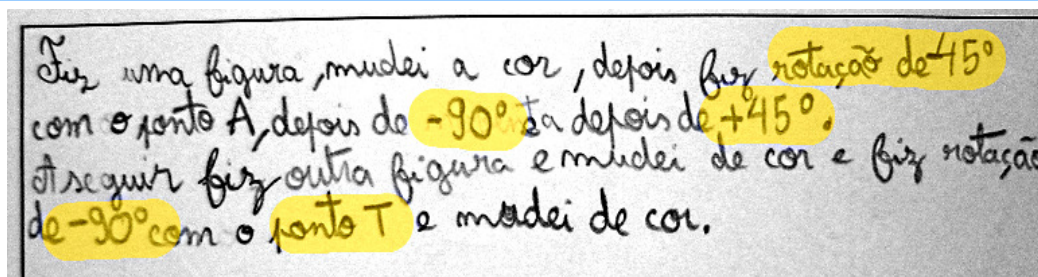 Fiz uma figura, mudei a cor, depois fiz rotação de -45°
com o ponto A, depois de -90° e a depois de +45°.
A seguir fiz outra figura e mudei de cor e fiz rotação
de -90° com o ponto T e mudei de cor.